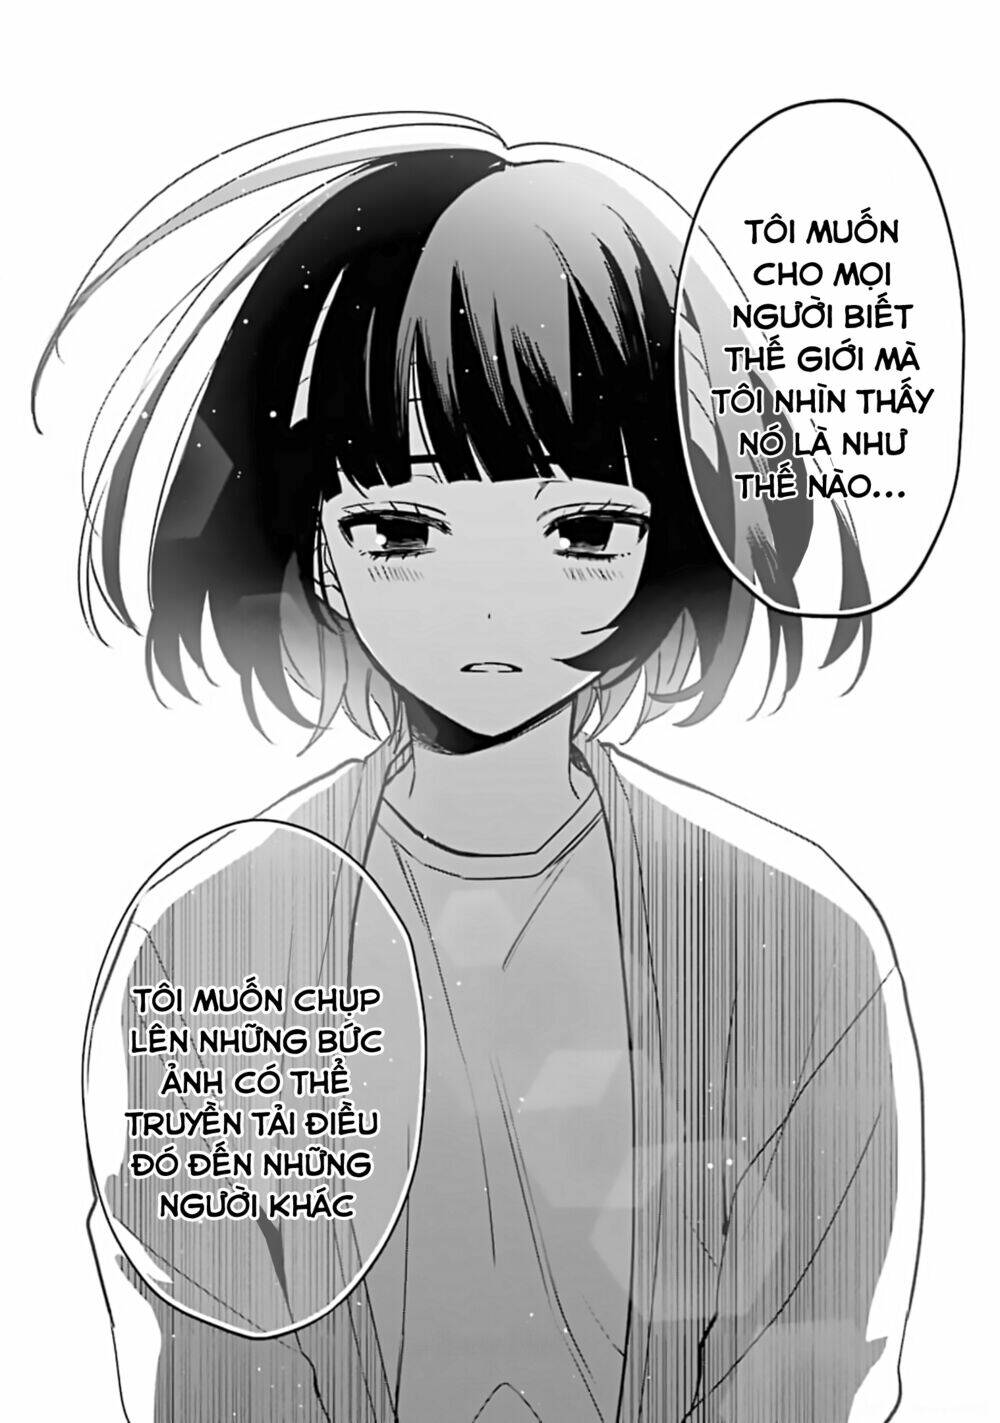 TÔI MUỐN
CHO MỌI
NGƯỜI BIẾT
THẾ GIỚI MÀ
TÔI NHÌN THẤY
NÓ LÀ NHƯ
THẾ NÀO...
TÔI MUỐN CHỤP
LÊN NHỮNG BỨC
ẢNH CÓ THỂ
TRUYỀN TẢI ĐIỀU
ĐÓ ĐẾN NHỮNG
NGƯỜI KHÁC